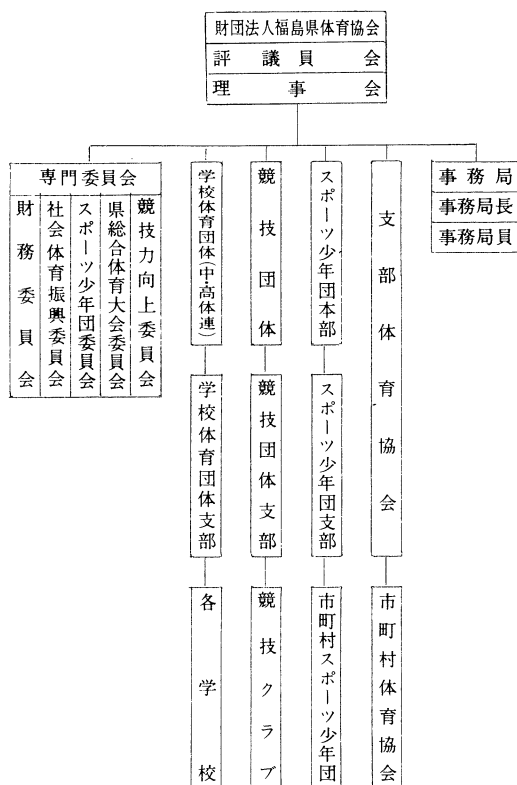 財団法人福島県体育協会
評議員会
理事会
専門委員会
競技力向上委員会
県総合体育大会委員会
スポーツ少年団委員会
社会体育振興委員会
財務委員会
学校体育団体(中・高体連)
競技団体
スポーツ少年団本部
支部体育協会
事務局
事務局長
事務局員
学校体育団体支部
競技団体支部
スポーツ少年団支部
各学校
競技クラブ
市町村スポーツ少年団
市町村体育協会